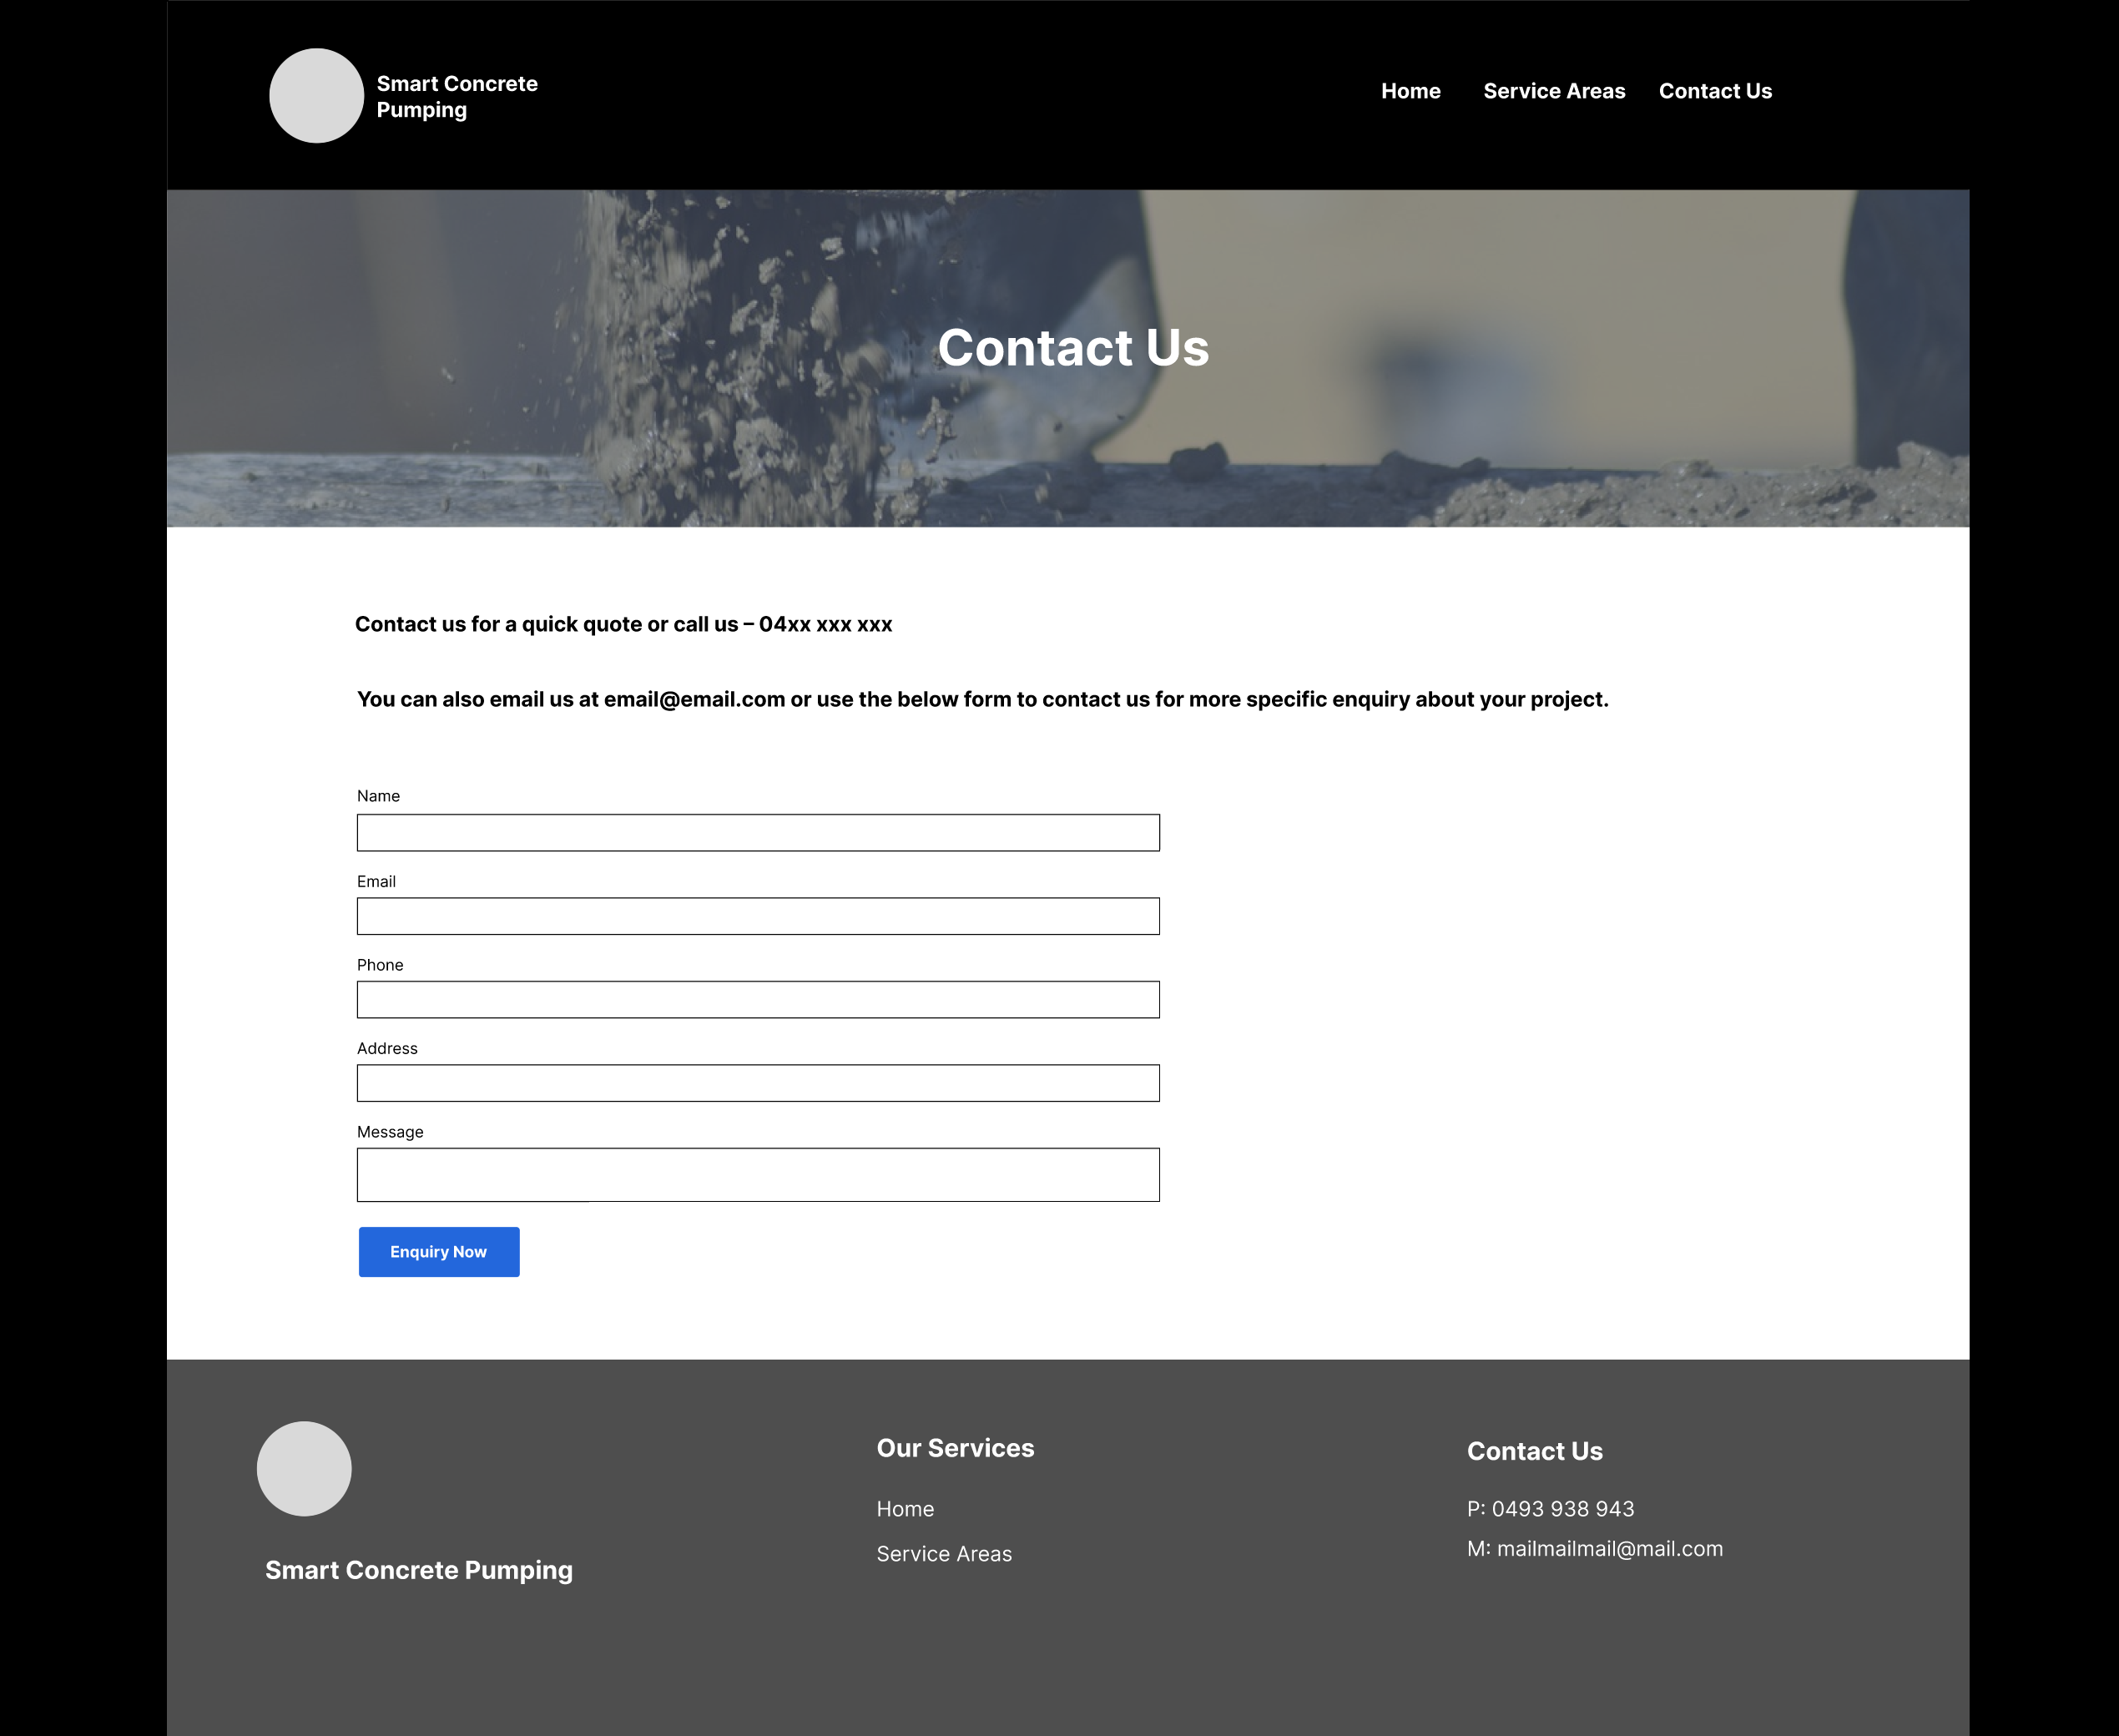 Smart Concrete
Pumping
Home
Service Areas
Contact Us
Contact Us
Contact us for a quick quote or call us – 04xx xxx xxx
You can also email us at email@email.com or use the below form to contact us for more specific enquiry about your project.
Name
Email
Phone
Address
Message
Enquiry Now
Smart Concrete Pumping
Our Services
Home
Service Areas
Contact Us
P: 0493 938 943
M: mailmailmail@mail.com